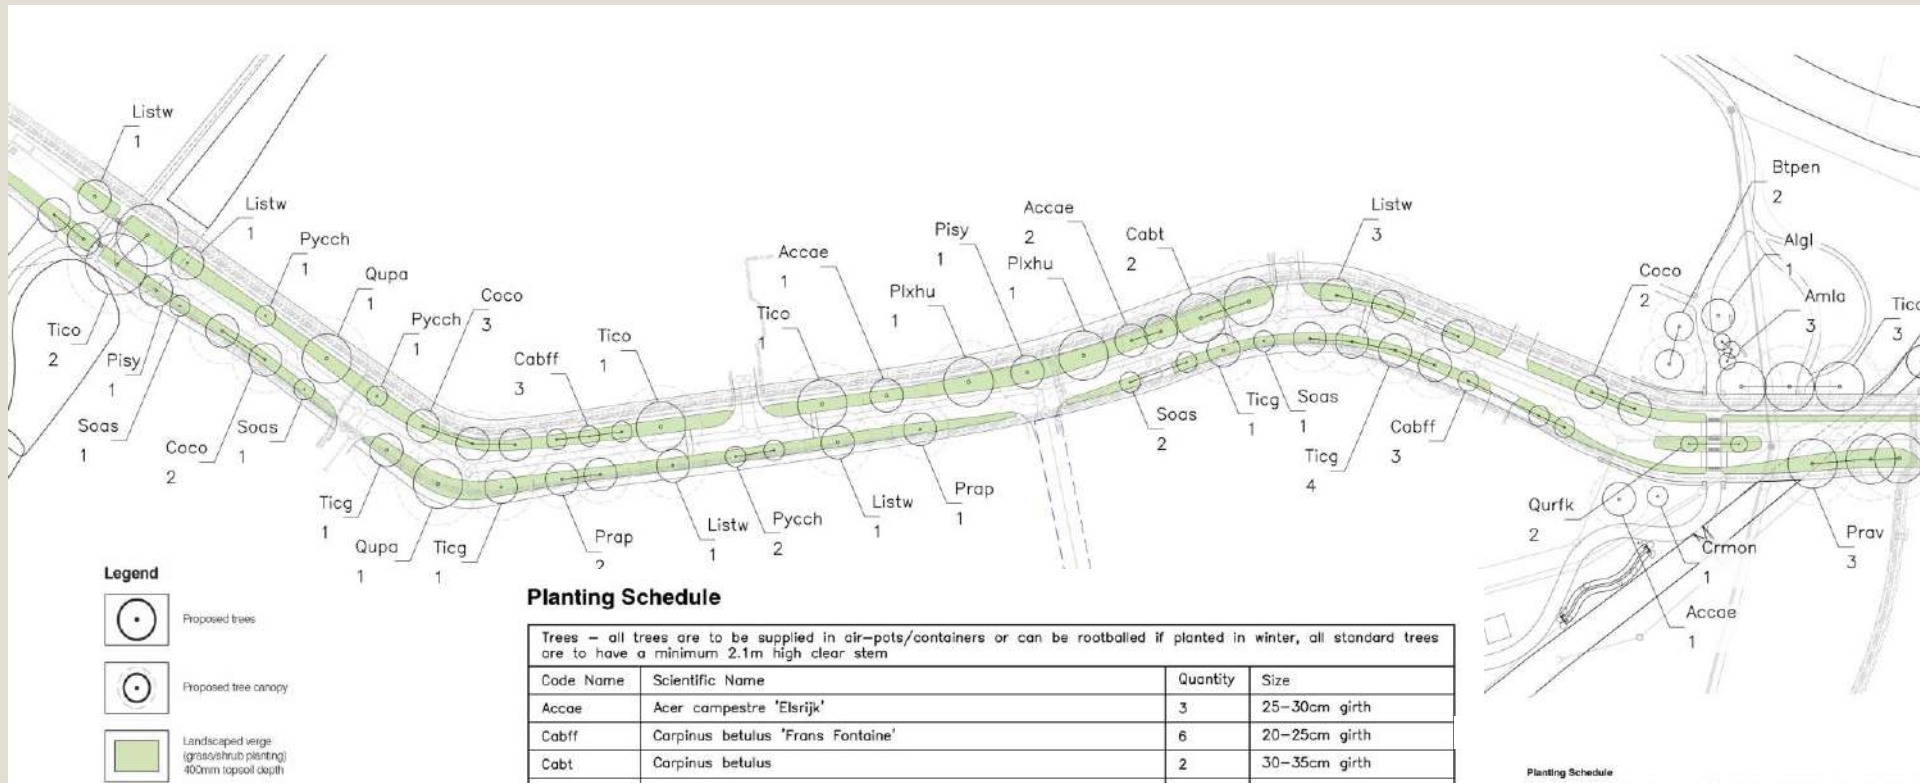 Listw
1
Listw
1
Pycch
1
Qupa
1
Pycch
1
Coco
3
Cabff
3
Tico
1
Tico
1
Accae
1
Plxhu
1
Pisy
1
Plxhu
1
Accae
2
Cabt
2
Listw
3
Coco
2
Btpen
2
Algl
1
Amla
3
Tico
3
Tico
2
Pisy
1
Soas
1
Coco
2
Soas
1
Ticg
1
Qupa
1
Ticg
1
Prap
2
Listw
1
Pycch
2
Listw
1
Prap
1
Soas
2
Ticg
1
Soas
1
Ticg
4
Cabff
3
Qurfk
2
Crmon
1
Accae
1
Prav
3
Legend
Proposed trees
Proposed tree canopy
Landscaped verge
(grass/shrub planting)
400mm topsoil depth
Planting Schedule
Trees – all trees are to be supplied in air-pots/containers or can be rootballed if planted in winter, all standard trees
are to have a minimum 2.1m high clear stem
Code Name Scientific Name Quantity Size
Accae Acer campestre 'Elsrijk' 3 25-30cm girth
Cabff Carpinus betulus 'Frans Fontaine' 6 20-25cm girth
Cabt Carpinus betulus 2 30-35cm girth
Planting Schedule